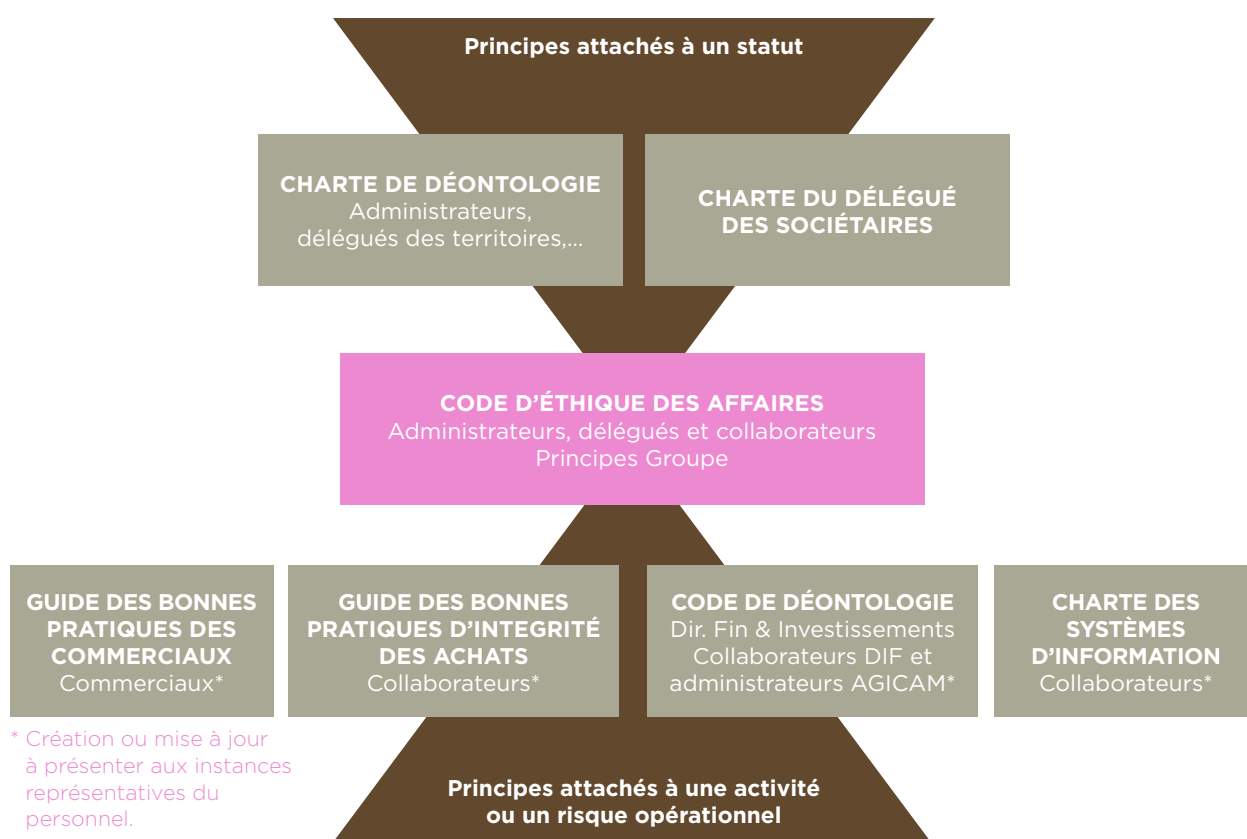 Principes attachés à un statut
CHARTE DE DÉONTOLOGIE
Administrateurs,
délégués des territoires,...
CHARTE DU DÉLÉGUÉ
DES SOCIÉTAIRES
CODE D'ÉTHIQUE DES AFFAIRES
Administrateurs, délégués et collaborateurs
Principes Groupe
GUIDE DES BONNES
PRATIQUES DES
COMMERCIAUX
Commerciaux*
GUIDE DES BONNES
PRATIQUES D'INTEGRITÉ
DES ACHATS
Collaborateurs*
CODE DE DÉONTOLOGIE
Dir. Fin & Investissements
Collaborateurs DIF et
administrateurs AGICAM*
CHARTE DES
SYSTÈMES
D'INFORMATION
Collaborateurs*
* Création ou mise à jour
à présenter aux instances
représentatives du
personnel.
Principes attachés à une activité
ou un risque opérationnel